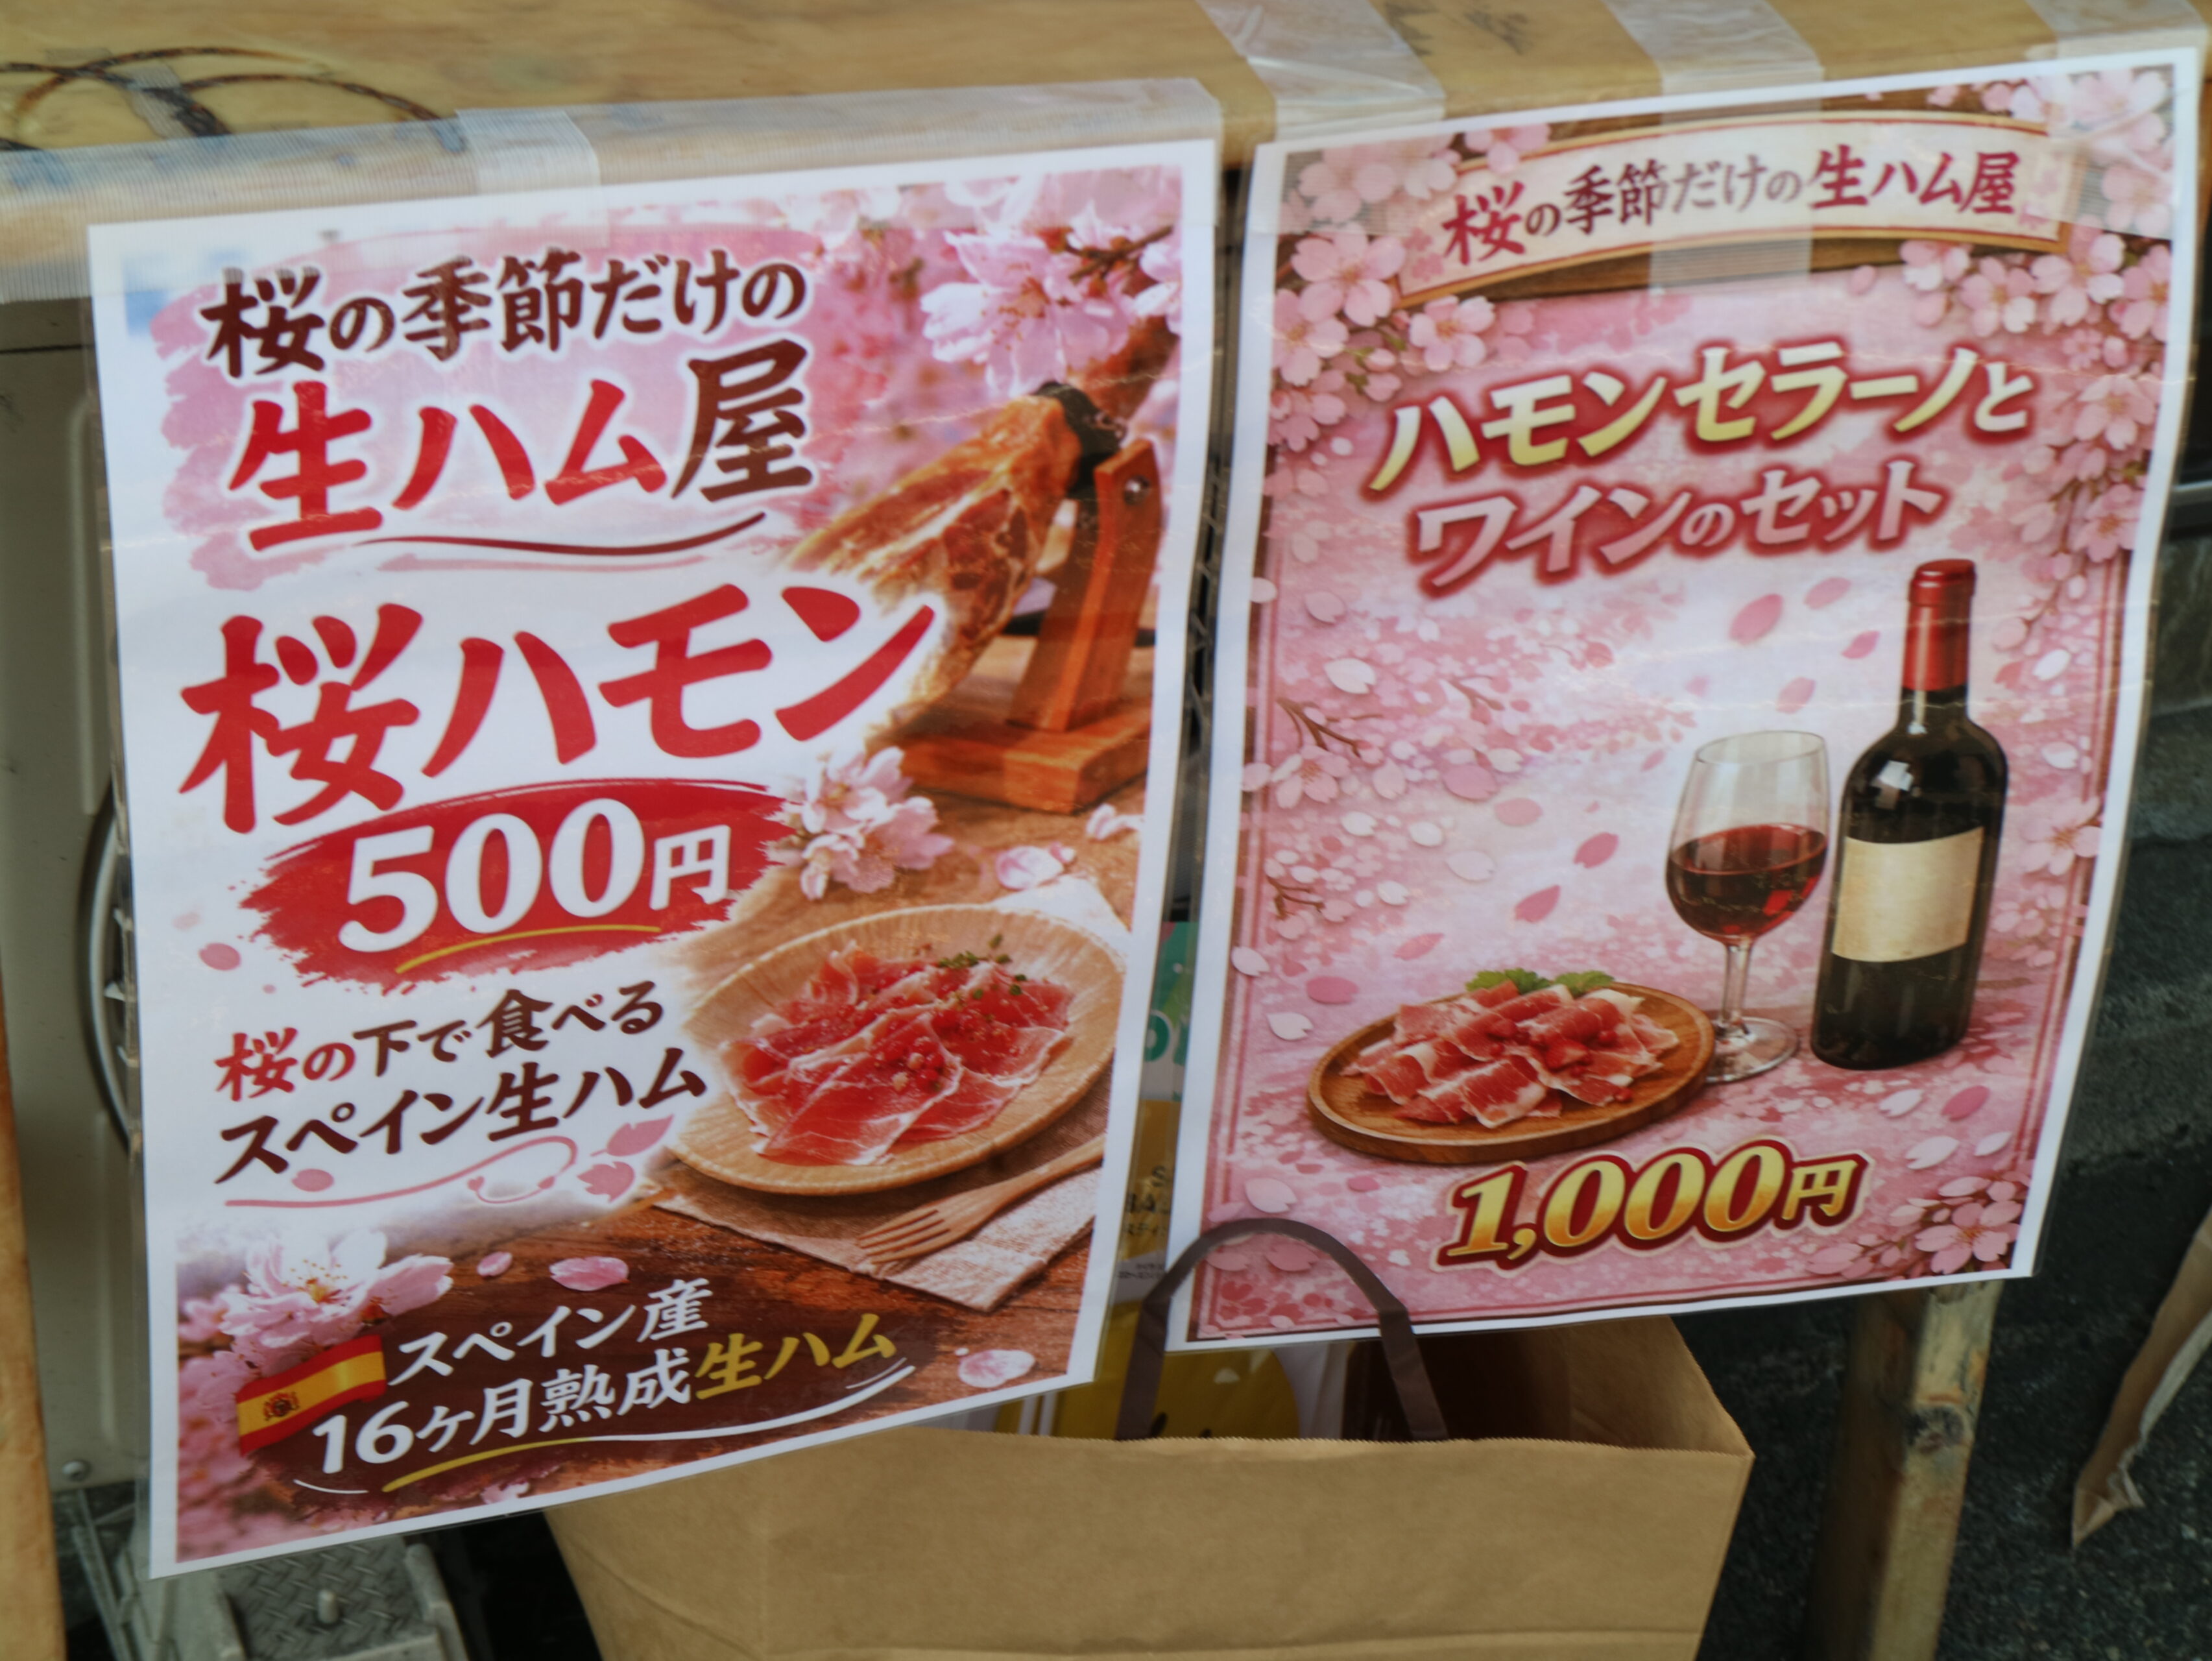 桜の季節だけの
生ハム屋
桜ハモン
500円
桜の下で食べる
スペイン生ハム
スペイン産
16ケ月熟成生ハム
桜の季節だけの生ハム屋
ハモンセラーノと
ワインのセット
1,000円